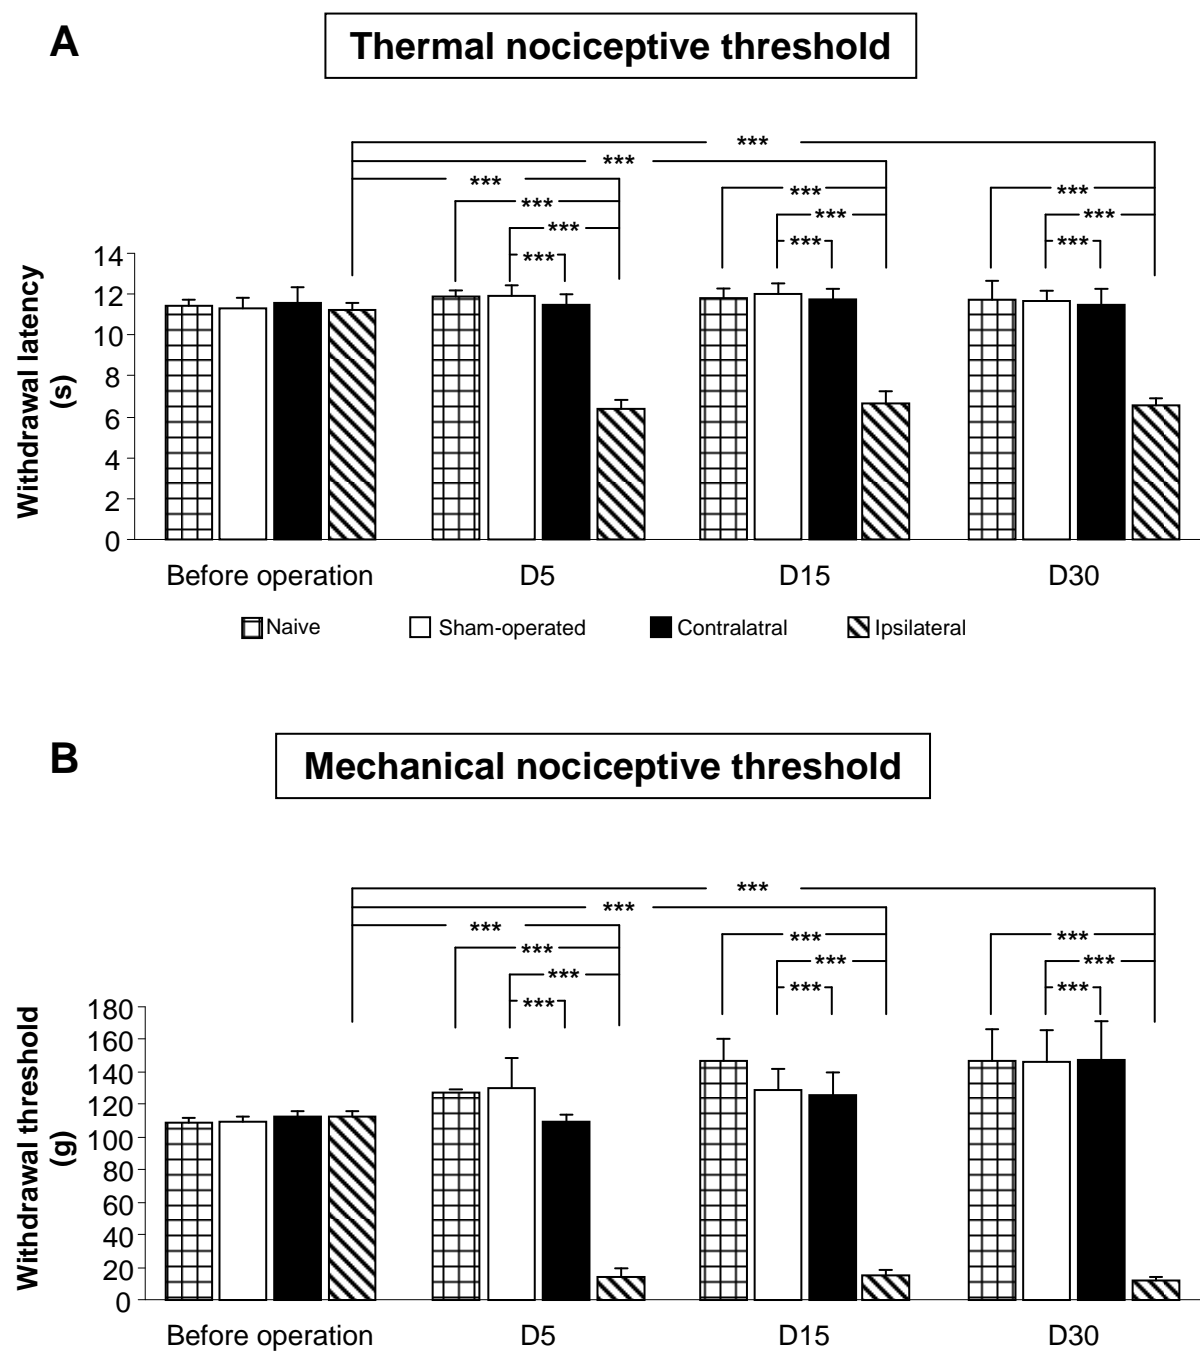 A
Thermal nociceptive threshold
***
***
***
***
***
***
***
***
***
***
***
***
Withdrawal latency
(s)
14
12
10
8
6
4
2
0
Before operation
D5
D15
D30
Naive
Sham-operated
Contralatral
Ipsilateral
B
Mechanical nociceptive threshold
***
***
***
***
***
***
***
***
***
***
***
***
Withdrawal threshold
(g)
180
160
140
120
100
80
60
40
20
0
Before operation
D5
D15
D30